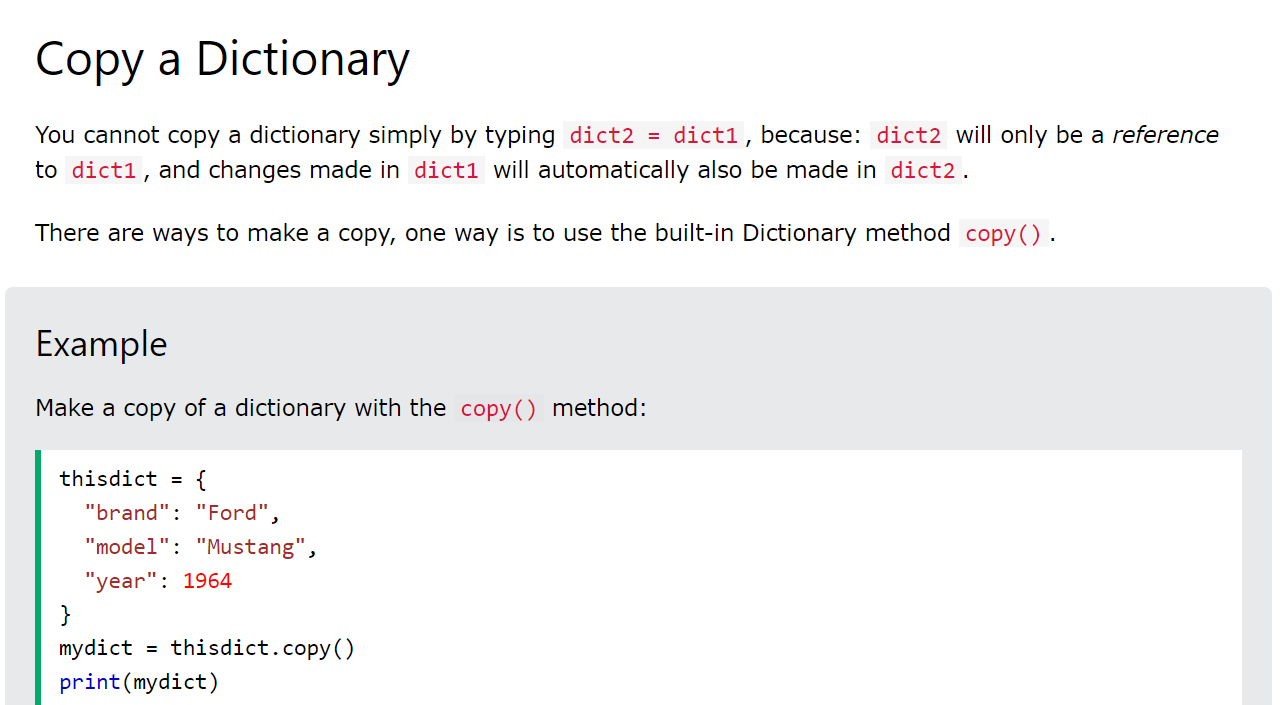 Copy a Dictionary
You cannot copy a dictionary simply by typing dict2 = dict1, because: dict2 will only be a reference
to dict1, and changes made in dict1 will automatically also be made in dict2.
There are ways to make a copy, one way is to use the built-in Dictionary method copy().
Example
Make a copy of a dictionary with the copy() method:
thisdict = {
  "brand": "Ford",
  "model": "Mustang",
  "year": 1964
}
mydict = thisdict.copy()
print(mydict)